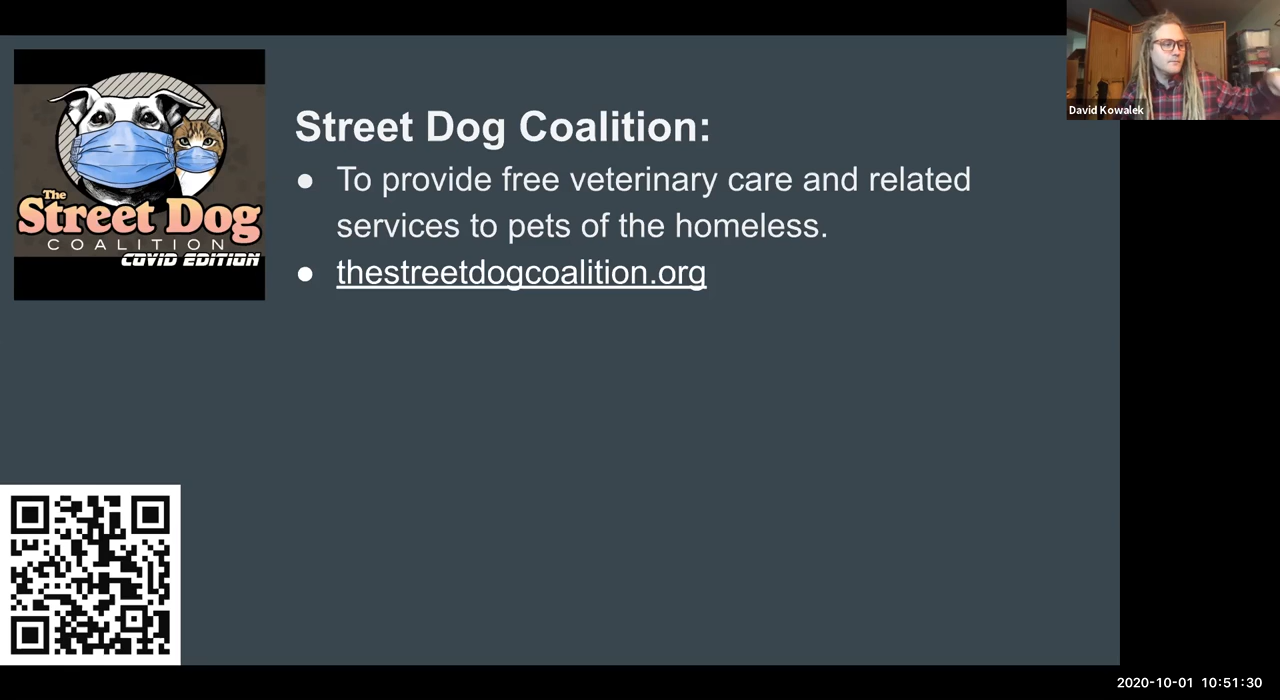 The
Street Dog
COALITION
COVID EDITION
Street Dog Coalition:
● To provide free veterinary care and related
services to pets of the homeless.
● thestreetdogcoalition.org
David Kowalek
2020-10-01 10:51:30